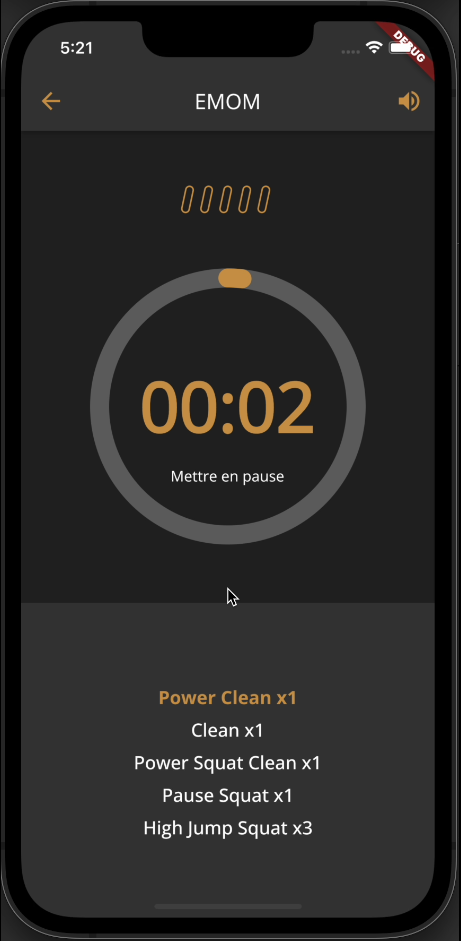 5:21
DEBUG
EMOM
00:02
Mettre en pause
Power Clean x1
Clean x1
Power Squat Clean x1
Pause Squat x1
High Jump Squat x3